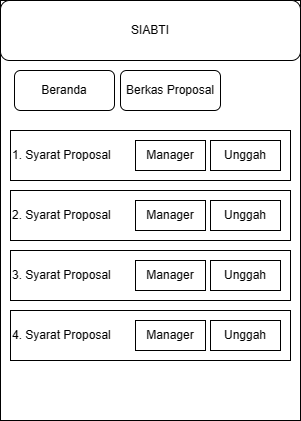 SIABTI
Beranda Berkas Proposal
1. Syarat Proposal Manager Unggah
2. Syarat Proposal Manager Unggah
3. Syarat Proposal Manager Unggah
4. Syarat Proposal Manager Unggah